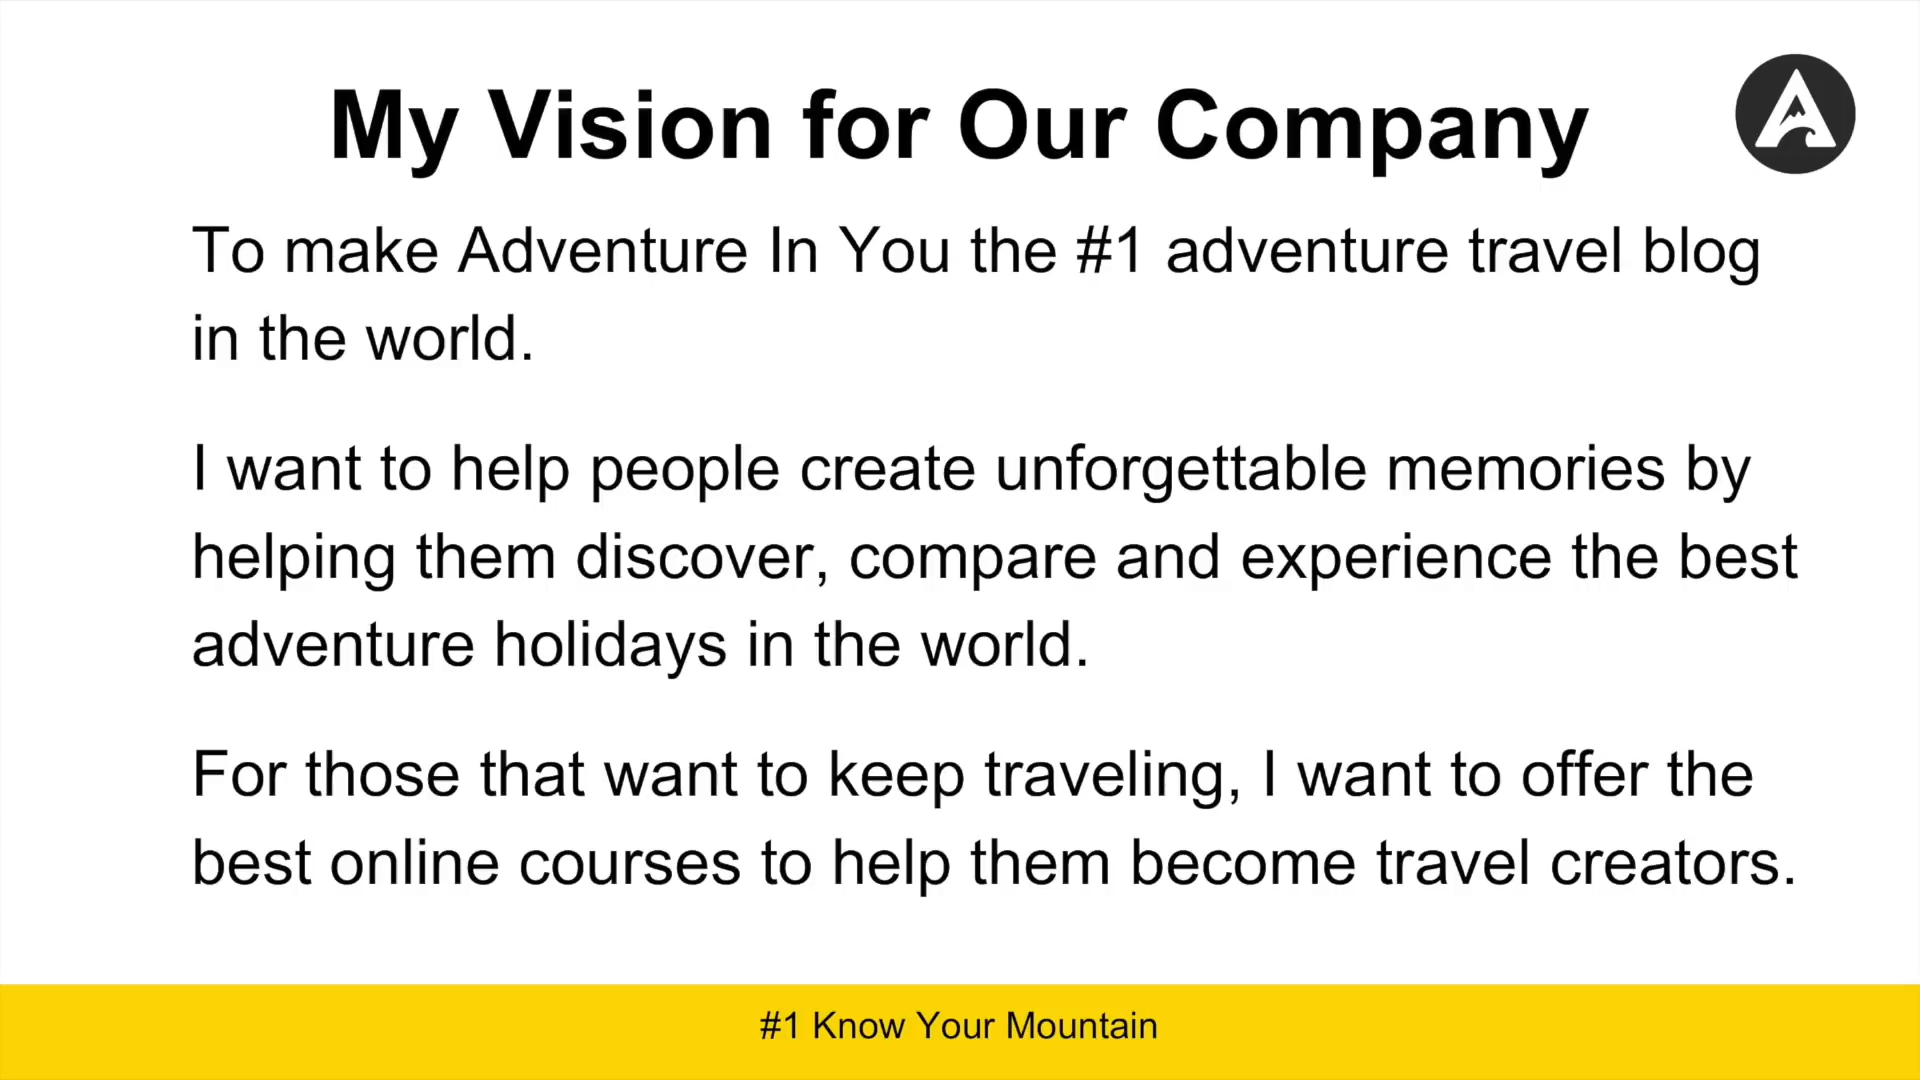 My Vision for Our Company
To make Adventure In You the #1 adventure travel blog
in the world.
I want to help people create unforgettable memories by
helping them discover, compare and experience the best
adventure holidays in the world.
For those that want to keep traveling, I want to offer the
best online courses to help them become travel creators.
#1 Know Your Mountain